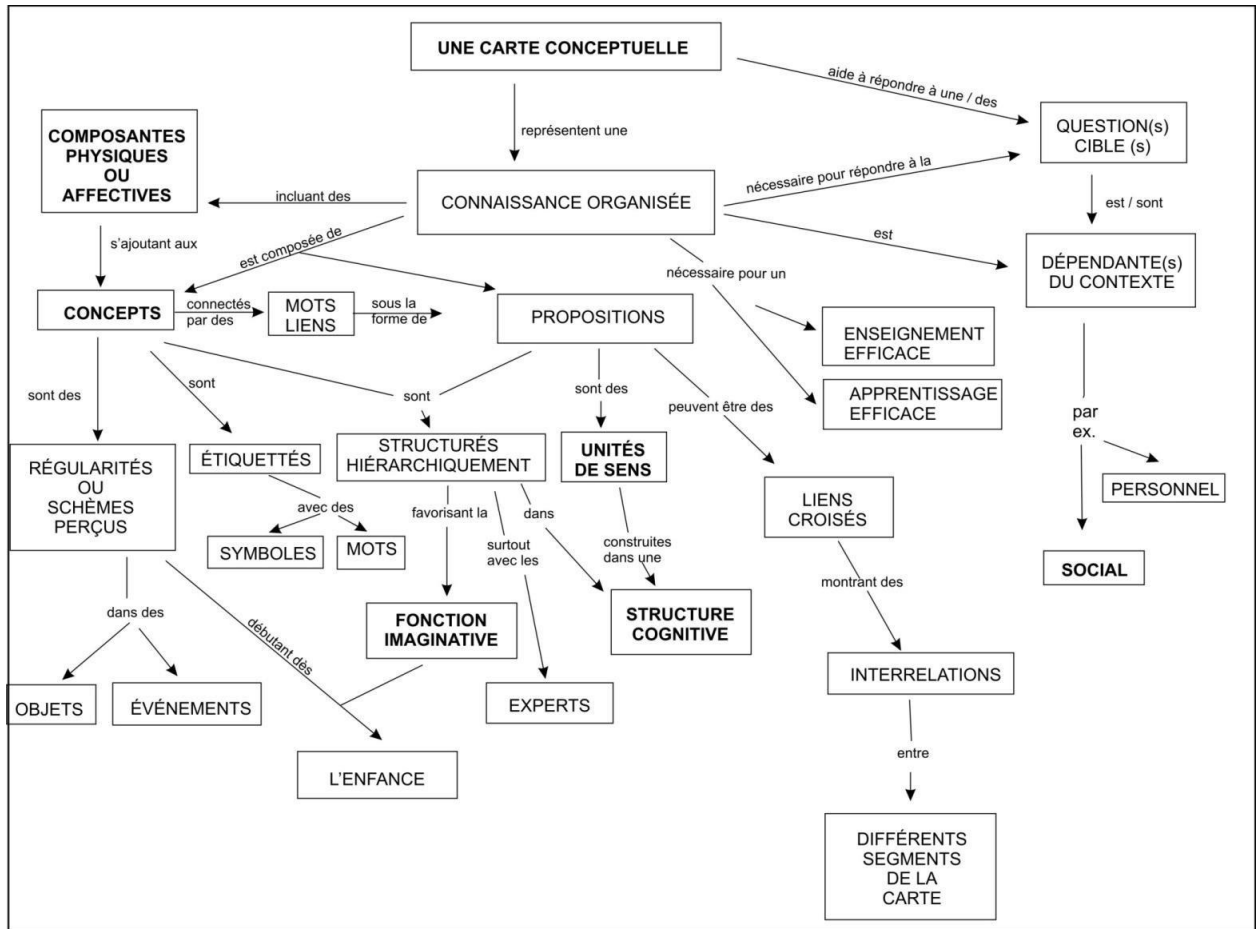 UNE CARTE CONCEPTUELLE
aide à répondre à une / des
COMPOSANTES
PHYSIQUES
OU
AFFECTIVES
représentent une
QUESTION(s)
CIBLE (s)
nécessaire pour répondre à la
incluant des
CONNAISSANCE ORGANISÉE
est / sont
s'ajoutant aux
est composée de
est
nécessaire pour un
DÉPENDANTE(s)
DU CONTEXTE
CONCEPTS
connectés
par des
MOTS
LIENS
sous la
forme de
PROPOSITIONS
ENSEIGNEMENT
EFFICACE
sont des
sont
sont
sont des
peuvent être des
APPRENTISSAGE
EFFICACE
par
ex.
RÉGULARITÉS
OU
SCHÈMES
PERÇUS
ÉTIQUETTÉS
STRUCTURÉS
HIÉRARCHIQUEMENT
UNITÉS
DE SENS
LIENS
CROISÉS
PERSONNEL
avec des
favorisant la
dans
SYMBOLES
MOTS
surtout
avec les
construites
dans une
SOCIAL
montrant des
dans des
débutant dès
FONCTION
IMAGINATIVE
STRUCTURE
COGNITIVE
INTERRELATIONS
OBJETS
ÉVÉNEMENTS
EXPERTS
entre
L'ENFANCE
DIFFÉRENTS
SEGMENTS
DE LA
CARTE